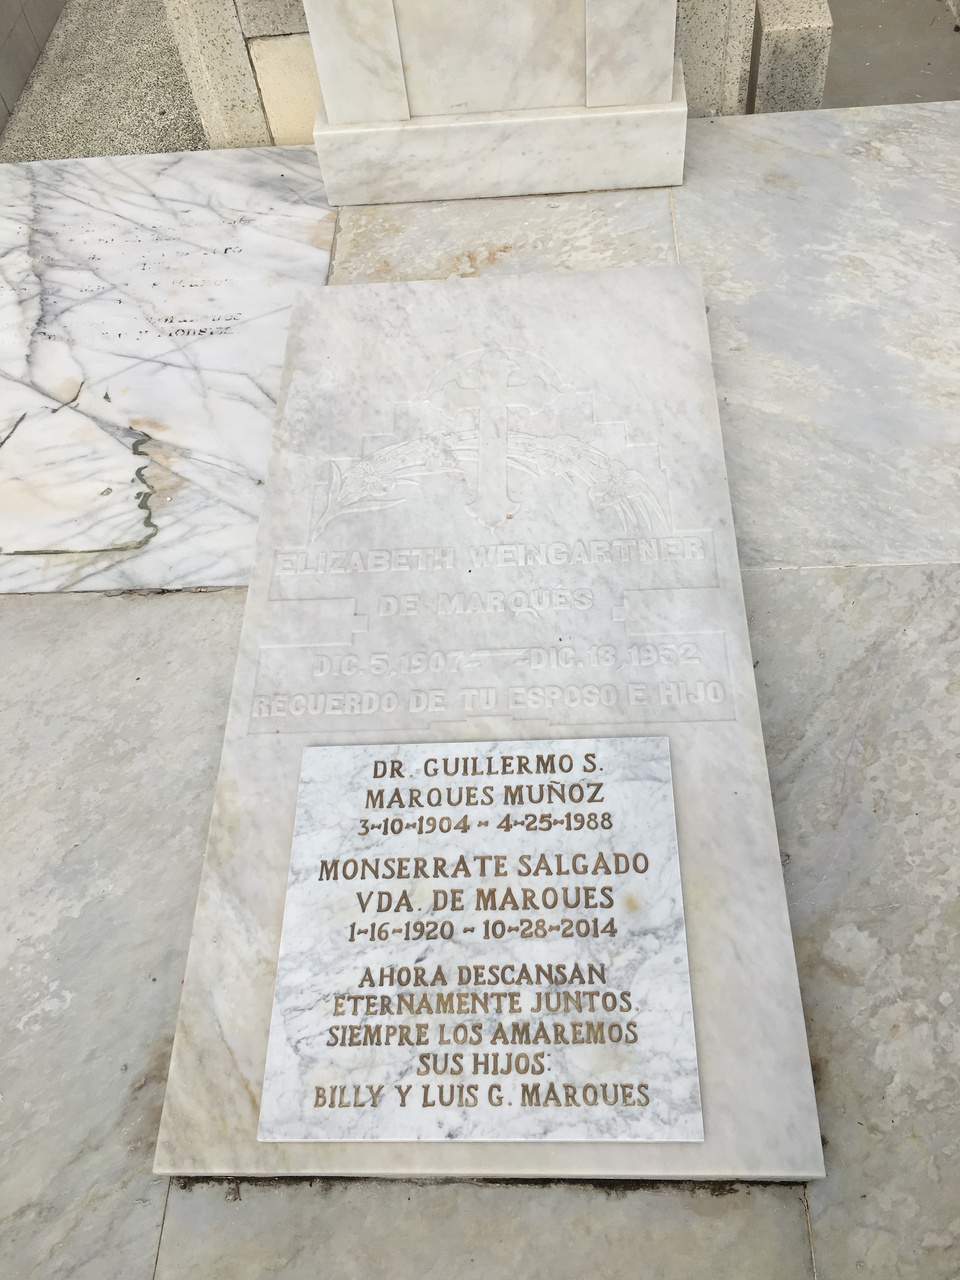 ELIZABETH WEINGARTNER
DE MARQUÉS
DIC. 5, 1907 - DIC. 13, 1952
RECUERDO DE TU ESPOSO E HIJO
DR. GUILLERMO S.
MARQUES MUÑOZ
3-10-1904 - 4-25-1988
MONSERRATE SALGADO
VDA. DE MARQUES
1-16-1920 - 10-28-2014
AHORA DESCANSAN
ETERNAMENTE JUNTOS.
SIEMPRE LOS AMAREMOS
SUS HIJOS:
BILLY Y LUIS G. MARQUES